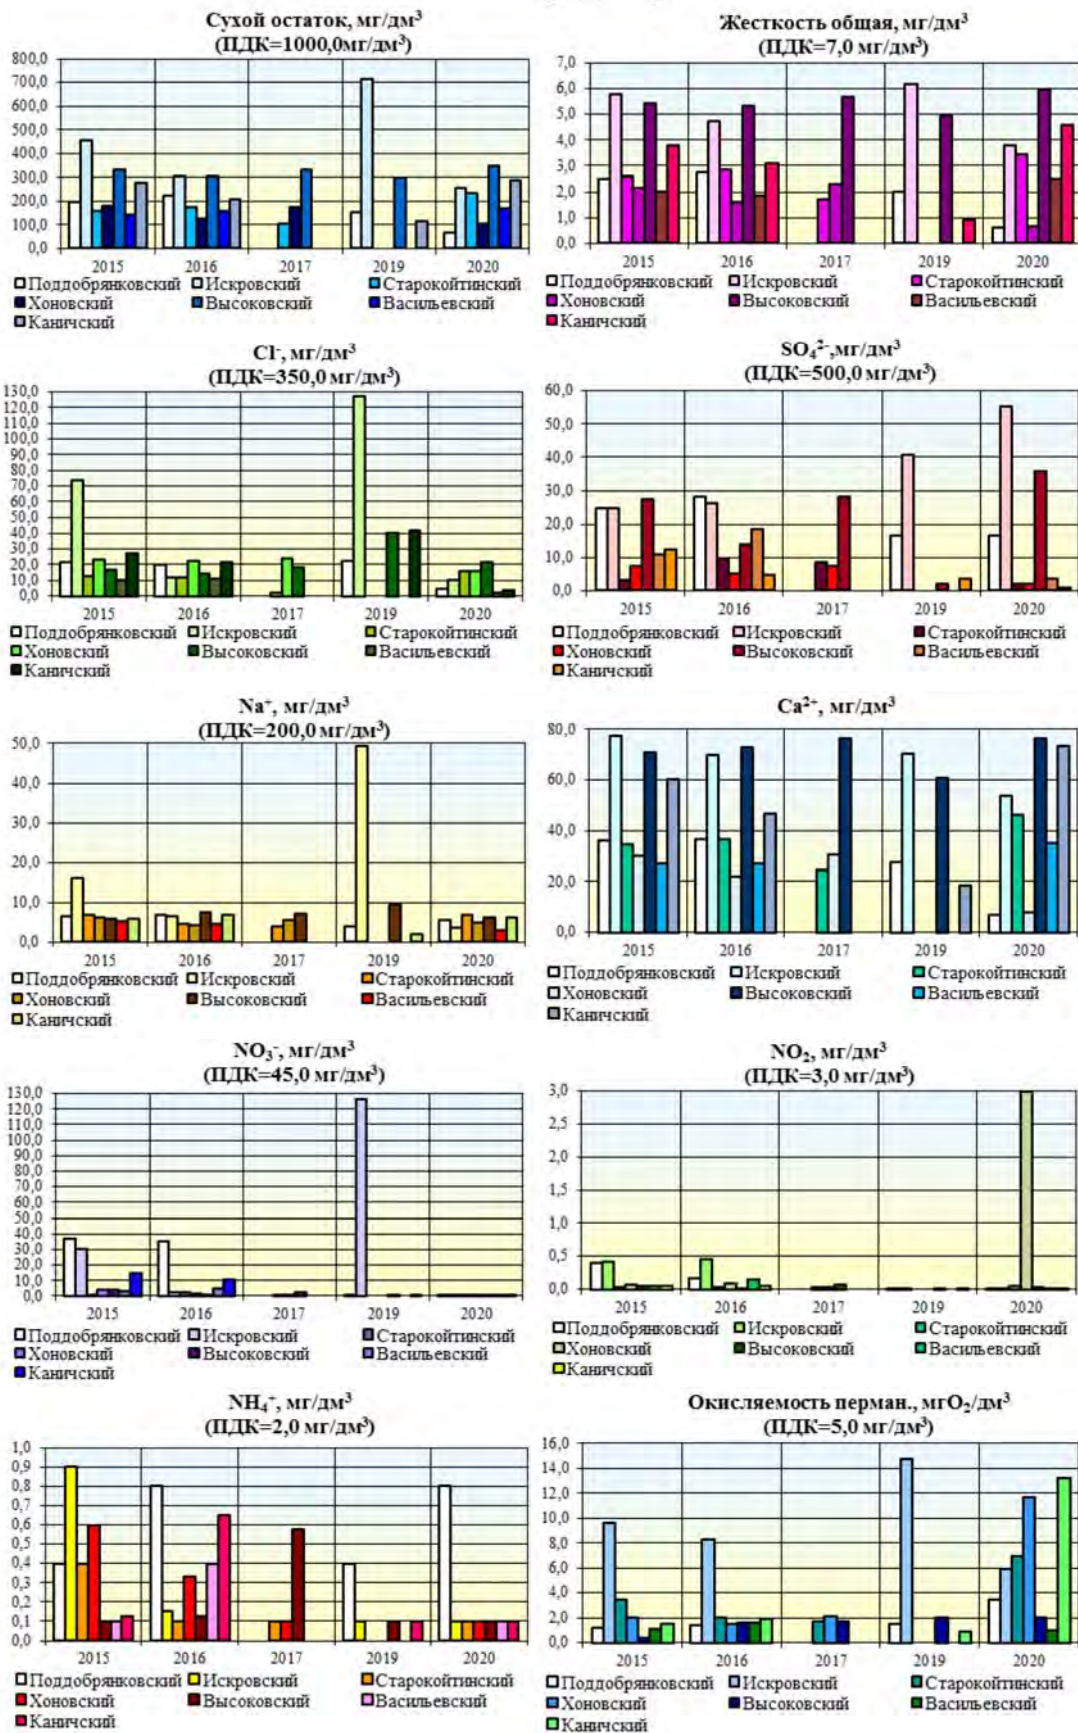 Сухой остаток, мг/дм³
(ПДК=1000,0мг/дм³)
800,0
700,0
600,0
500,0
400,0
300,0
200,0
100,0
0,0
2015 2016 2017 2019 2020
Поддобрянковский Искровский Старокойтинский
Хоновский Высоковский Васильевский
Каничский
Жесткость общая, мг/дм³
(ПДК=7,0 мг/дм³)
7,0
6,0
5,0
4,0
3,0
2,0
1,0
0,0
2015 2016 2017 2019 2020
Поддобрянковский Искровский Старокойтинский
Хоновский Высоковский Васильевский
Каничский
Cl⁻, мг/дм³
(ПДК=350,0 мг/дм³)
130,0
120,0
110,0
100,0
90,0
80,0
70,0
60,0
50,0
40,0
30,0
20,0
10,0
0,0
2015 2016 2017 2019 2020
Поддобрянковский Искровский Старокойтинский
Хоновский Высоковский Васильевский
Каничский
SO₄²⁻,мг/дм³
(ПДК=500,0 мг/дм³)
60,0
50,0
40,0
30,0
20,0
10,0
0,0
2015 2016 2017 2019 2020
Поддобрянковский Искровский Старокойтинский
Хоновский Высоковский Васильевский
Каничский
Na⁺, мг/дм³
(ПДК=200,0 мг/дм³)
50,0
40,0
30,0
20,0
10,0
0,0
2015 2016 2017 2019 2020
Поддобрянковский Искровский Старокойтинский
Хоновский Высоковский Васильевский
Каничский
Ca²⁺, мг/дм³
80,0
60,0
40,0
20,0
0,0
2015 2016 2017 2019 2020
Поддобрянковский Искровский Старокойтинский
Хоновский Высоковский Васильевский
Каничский
NO₃⁻, мг/дм³
(ПДК=45,0 мг/дм³)
130,0
120,0
110,0
100,0
90,0
80,0
70,0
60,0
50,0
40,0
30,0
20,0
10,0
0,0
2015 2016 2017 2019 2020
Поддобрянковский Искровский Старокойтинский
Хоновский Высоковский Васильевский
Каничский
NO₂, мг/дм³
(ПДК=3,0 мг/дм³)
3,0
2,5
2,0
1,5
1,0
0,5
0,0
2015 2016 2017 2019 2020
Поддобрянковский Искровский Старокойтинский
Хоновский Высоковский Васильевский
Каничский
NH₄⁺, мг/дм³
(ПДК=2,0 мг/дм³)
1,0
0,9
0,8
0,7
0,6
0,5
0,4
0,3
0,2
0,1
0,0
2015 2016 2017 2019 2020
Поддобрянковский Искровский Старокойтинский
Хоновский Высоковский Васильевский
Каничский
Окисляемость перман., мгО₂/дм³
(ПДК=5,0 мг/дм³)
16,0
14,0
12,0
10,0
8,0
6,0
4,0
2,0
0,0
2015 2016 2017 2019 2020
Поддобрянковский Искровский Старокойтинский
Хоновский Высоковский Васильевский
Каничский